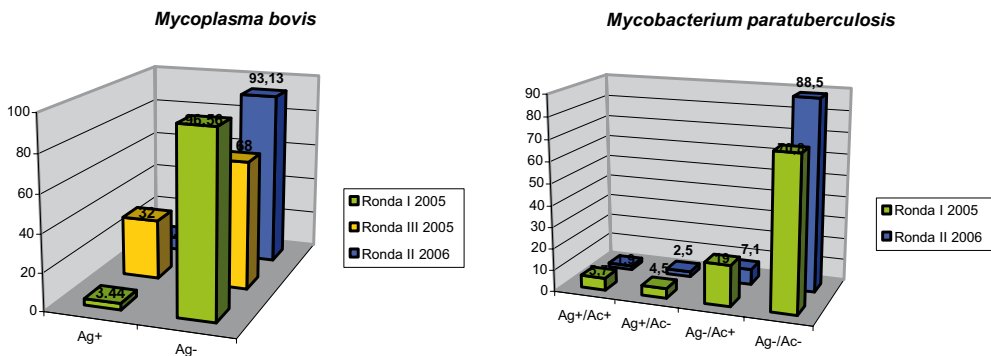 Mycoplasma bovis
93,13
96.56
68
32
3.44
100
80
60
40
20
0
Ag+
Ag-
Ronda I 2005
Ronda III 2005
Ronda II 2006
Mycobacterium paratuberculosis
88,5
7,1
2,5
19
4,5
90
80
70
60
50
40
30
20
10
0
Ag+/Ac+
Ag+/Ac-
Ag-/Ac+
Ag-/Ac-
Ronda I 2005
Ronda II 2006